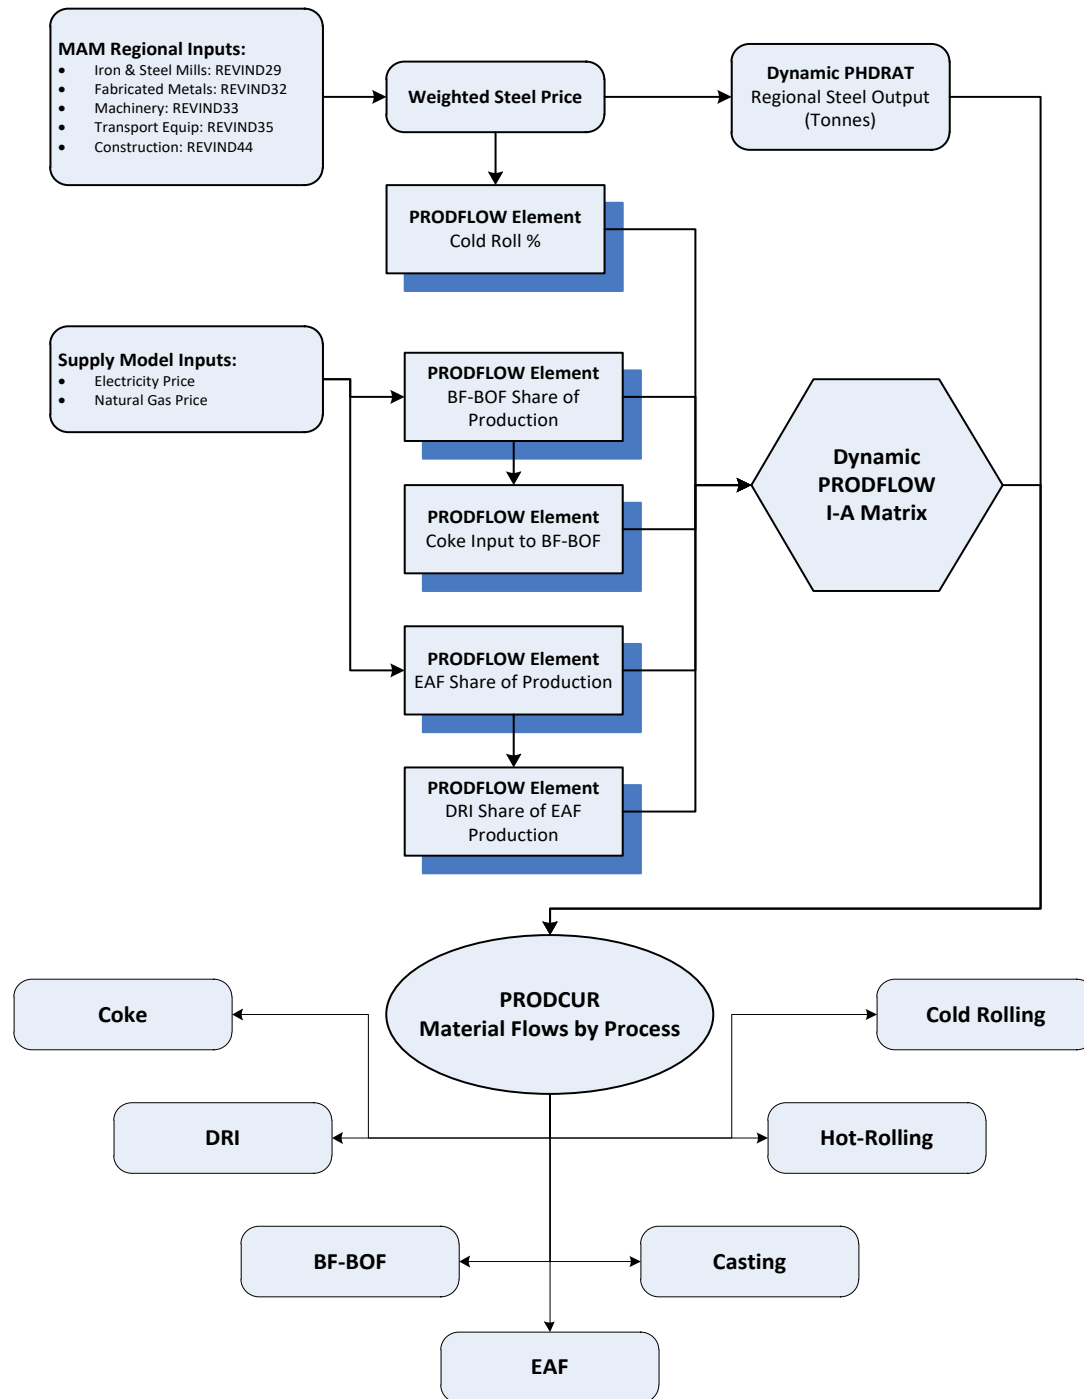 MAM Regional Inputs:
• Iron & Steel Mills: REVIND29
• Fabricated Metals: REVIND32
• Machinery: REVIND33
• Transport Equip: REVIND35
• Construction: REVIND44
Weighted Steel Price
Dynamic PHDRAT
Regional Steel Output
(Tonnes)
PRODFLOW Element
Cold Roll %
Supply Model Inputs:
• Electricity Price
• Natural Gas Price
PRODFLOW Element
BF-BOF Share of
Production
PRODFLOW Element
Coke Input to BF-BOF
PRODFLOW Element
EAF Share of Production
PRODFLOW Element
DRI Share of EAF
Production
Dynamic
PRODFLOW
I-A Matrix
PRODCUR
Material Flows by Process
Coke
Cold Rolling
DRI
Hot-Rolling
BF-BOF
Casting
EAF